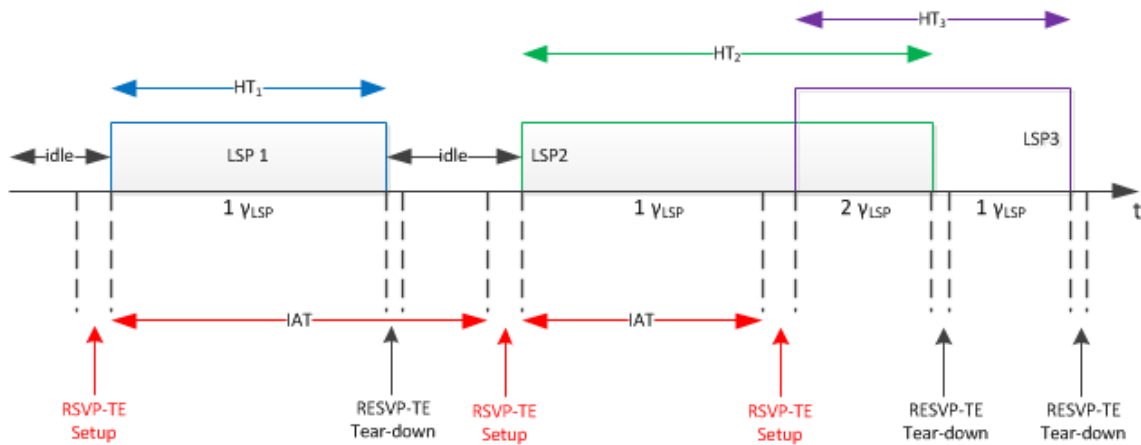 HT₃
HT₂
HT₁
idle
LSP 1
idle
LSP2
LSP3
1 γLSP
1 γLSP
2 γLSP
1 γLSP
t
IAT
IAT
RSVP-TE
Setup
RESVP-TE
Tear-down
RSVP-TE
Setup
RSVP-TE
Setup
RESVP-TE
Tear-down
RESVP-TE
Tear-down